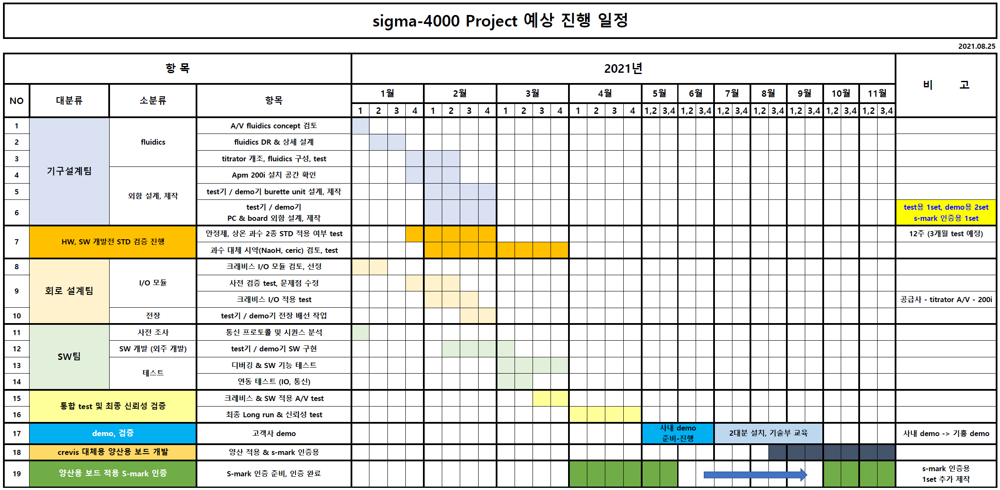 sigma-4000 Project 예상 진행 일정
2021.08.25
항 목
2021년
비 고
NO
대분류
소분류
항목
1월
2월
3월
4월
5월
6월
7월
8월
9월
10월
11월
1 2 3 4 1 2 3 4 1 2 3 4 1 2 3 4 1,2 3,4 1,2 3,4 1,2 3,4 1,2 3,4 1,2 3,4 1,2 3,4 1,2 3,4
기구설계팀
fluidics
1
A/V fluidics concept 검토
2
fluidics DR & 상세 설계
3
titrator 개조, fluidics 구성, test
외함 설계, 제작
4
Apm 200i 설치 공간 확인
5
test기 / demo기 burette unit 설계, 제작
6
test기 / demo기
PC & board 외함 설계, 제작
test용 1set, demo용 2set
s-mark 인증용 1set
7
HW, SW 개발전 STD 검증 진행
안정제, 상온 과수 2종 STD 적용 여부 test
12주 (3개월 test 예정)
과수 대체 시약(NaoH, ceric) 검토, test
회로 설계팀
I/O 모듈
8
크래비스 I/O 모듈 검토, 선정
9
사전 검증 test, 문제점 수정
크래비스 I/O 적용 test
공급사 - titrator A/V - 200i
10
전장
test기 / demo기 전장 배선 작업
SW팀
11
사전 조사
통신 프로토콜 및 시퀀스 분석
12
SW 개발 (외주 개발)
test기 / demo기 SW 구현
13
테스트
디버깅 & SW 기능 테스트
14
연동 테스트 (IO, 통신)
통합 test 및 최종 신뢰성 검증
15
크레비스 & SW 적용 A/V test
16
최종 Long run & 신뢰성 test
17
demo, 검증
고객사 demo
사내 demo
준비-진행
2대분 설치, 기술부 교육
사내 demo -> 기흥 demo
18
crevis 대체용 양산용 보드 개발
양산 적용 & s-mark 인증용
19
양산용 보드 적용 S-mark 인증
S-mark 인증 준비, 인증 완료
s-mark 인증용
1set 추가 제작